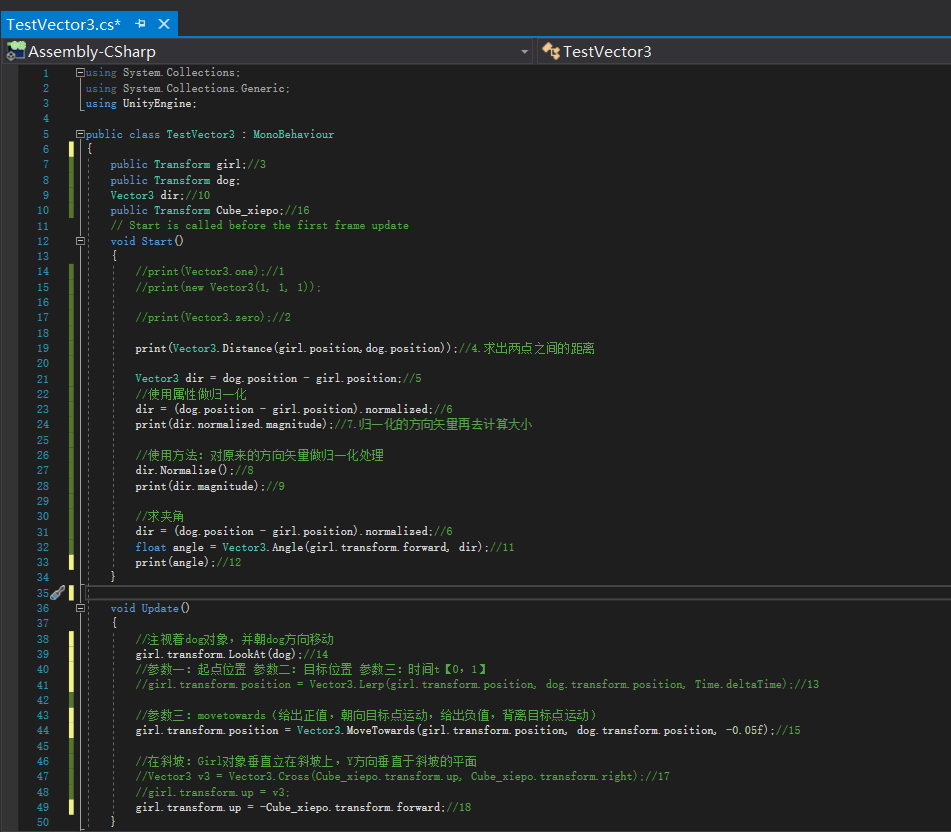 TestVector3.cs*
Assembly-CSharp
TestVector3
1 using System.Collections;
2 using System.Collections.Generic;
3 using UnityEngine;
4
5 public class TestVector3 : MonoBehaviour
6 {
7 public Transform girl;//3
8 public Transform dog;
9 Vector3 dir;//10
10 public Transform Cube_xiepo;//16
11 // Start is called before the first frame update
12 void Start()
13 {
14 //print(Vector3.one);//1
15 //print(new Vector3(1, 1, 1));
16
17 //print(Vector3.zero);//2
18
19 print(Vector3.Distance(girl.position,dog.position));//4.求出两点之间的距离
20
21 Vector3 dir = dog.position - girl.position;//5
22 //使用属性做归一化
23 dir = (dog.position - girl.position).normalized;//6
24 print(dir.normalized.magnitude);//7.归一化的方向矢量再去计算大小
25
26 //使用方法: 对原来的方向矢量做归一化处理
27 dir.Normalize();//8
28 print(dir.magnitude);//9
29
30 //求夹角
31 dir = (dog.position - girl.position).normalized;//6
32 float angle = Vector3.Angle(girl.transform.forward, dir);//11
33 print(angle);//12
34 }
35
36 void Update()
37 {
38 //注视着dog对象，并朝dog方向移动
39 girl.transform.LookAt(dog);//14
40 //参数一：起点位置 参数二：目标位置 参数三：时间t【0，1】
41 //girl.transform.position = Vector3.Lerp(girl.transform.position, dog.transform.position, Time.deltaTime);//13
42
43 //参数三：movetowards（给出正值，朝向目标点运动，给出负值，背离目标点运动）
44 girl.transform.position = Vector3.MoveTowards(girl.transform.position, dog.transform.position, -0.05f);//15
45
46 //在斜坡：Girl对象垂直立在斜坡上，Y方向垂直于斜坡的平面
47 //Vector3 v3 = Vector3.Cross(Cube_xiepo.transform.up, Cube_xiepo.transform.right);//17
48 //girl.transform.up = v3;
49 girl.transform.up = -Cube_xiepo.transform.forward;//18
50 }